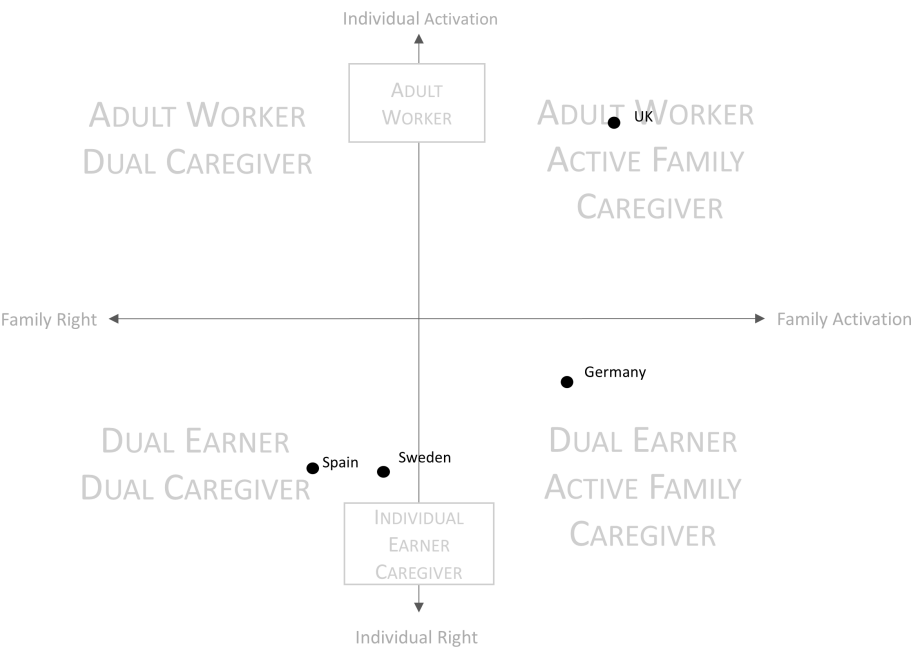 Individual Activation
ADULT
WORKER
ADULT WORKER
DUAL CAREGIVER
ADULT WORKER
ACTIVE FAMILY
CAREGIVER
UK
Family Right
Family Activation
Germany
DUAL EARNER
DUAL CAREGIVER
Spain
Sweden
DUAL EARNER
ACTIVE FAMILY
CAREGIVER
INDIVIDUAL
EARNER
CAREGIVER
Individual Right